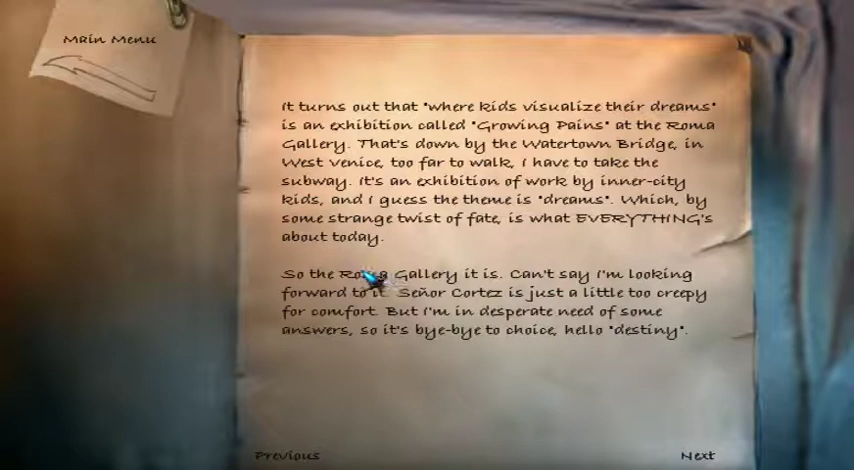 Main Menu
It turns out that "where kids visualize their dreams"
is an exhibition called "Growing Pains" at the Roma
Gallery. That's down by the Watertown Bridge, in
West Venice, too far to walk, I have to take the
subway. It's an exhibition of work by inner-city
kids, and I guess the theme is "dreams". Which, by
some strange twist of fate, is what EVERYTHING's
about today.
So the Roma Gallery it is. Can't say I'm looking
forward to it. Señor Cortez is just a little too creepy
for comfort. But I'm in desperate need of some
answers, so it's bye-bye to choice, hello "destiny".
Previous
Next